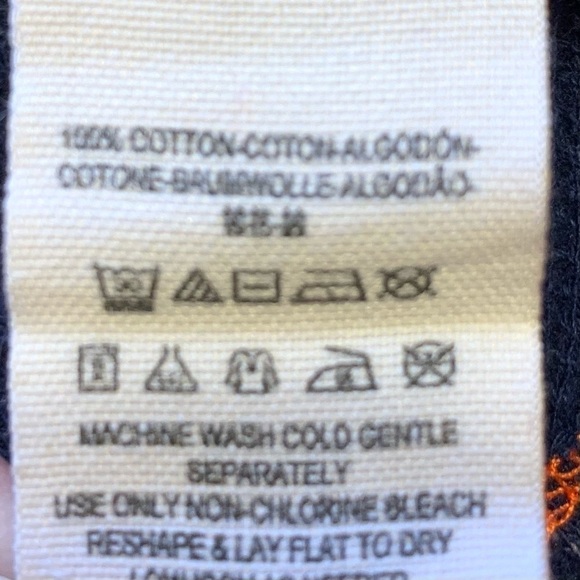 100% COTTON-COTON-ALGODÓN-
COTONE-BAUMWOLLE-ALGODÃO-
MACHINE WASH COLD GENTLE
SEPARATELY
USE ONLY NON-CHLORINE BLEACH
RESHAPE & LAY FLAT TO DRY